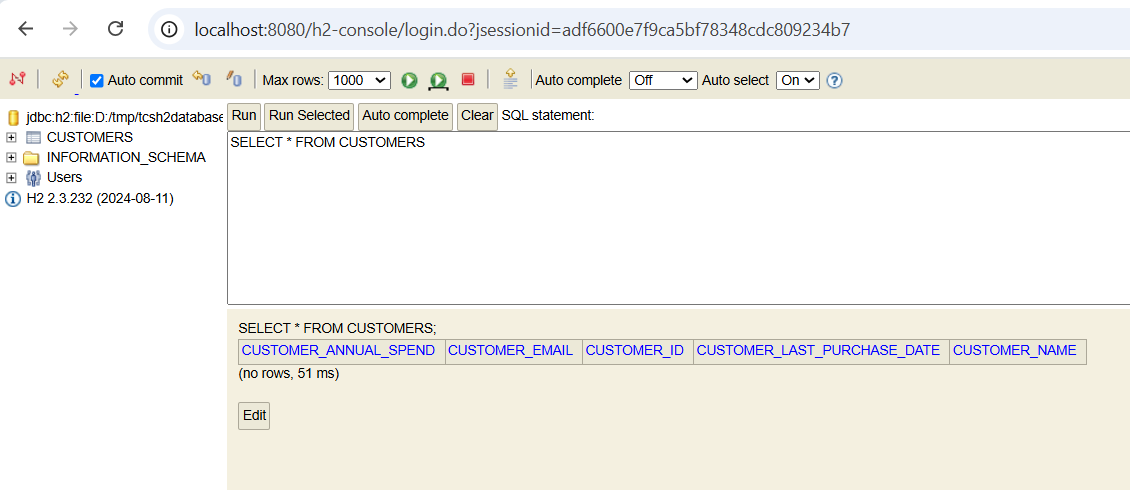 localhost:8080/h2-console/login.do?jsessionid=adf6600e7f9ca5bf78348cdc809234b7
Auto commit Max rows: 1000 Auto complete Off Auto select On
jdbc:h2:file:D:/tmp/tcsh2database
CUSTOMERS
INFORMATION_SCHEMA
Users
H2 2.3.232 (2024-08-11)
Run Run Selected Auto complete Clear SQL statement:
SELECT * FROM CUSTOMERS
SELECT * FROM CUSTOMERS;
CUSTOMER_ANNUAL_SPEND CUSTOMER_EMAIL CUSTOMER_ID CUSTOMER_LAST_PURCHASE_DATE CUSTOMER_NAME
(no rows, 51 ms)
Edit